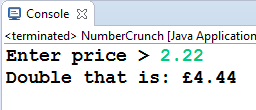 Console
<terminated> NumberCrunch [Java Application
Enter price > 2.22
Double that is: £4.44